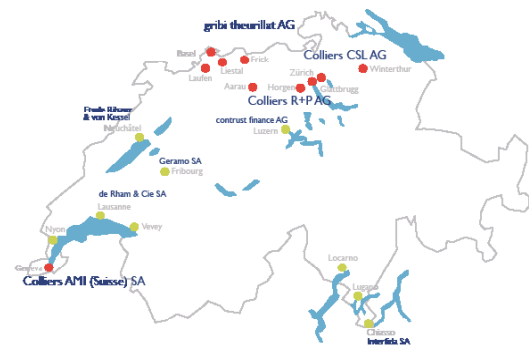 gribi theurillat AG
Basel
Frick
Liestal
Laufen
Colliers CSL AG
Zürich
Winterthur
Aarau
Horgen
Glattbrugg
Colliers R+P AG
& von Kessel
Neuchâtel
contrust finance AG
Luzern
Geramo SA
Fribourg
de Rham & Cie SA
Lausanne
Nyon
Vevey
Geneva
Colliers AMI (Suisse) SA
Locarno
Lugano
Chiasso
Interfida SA